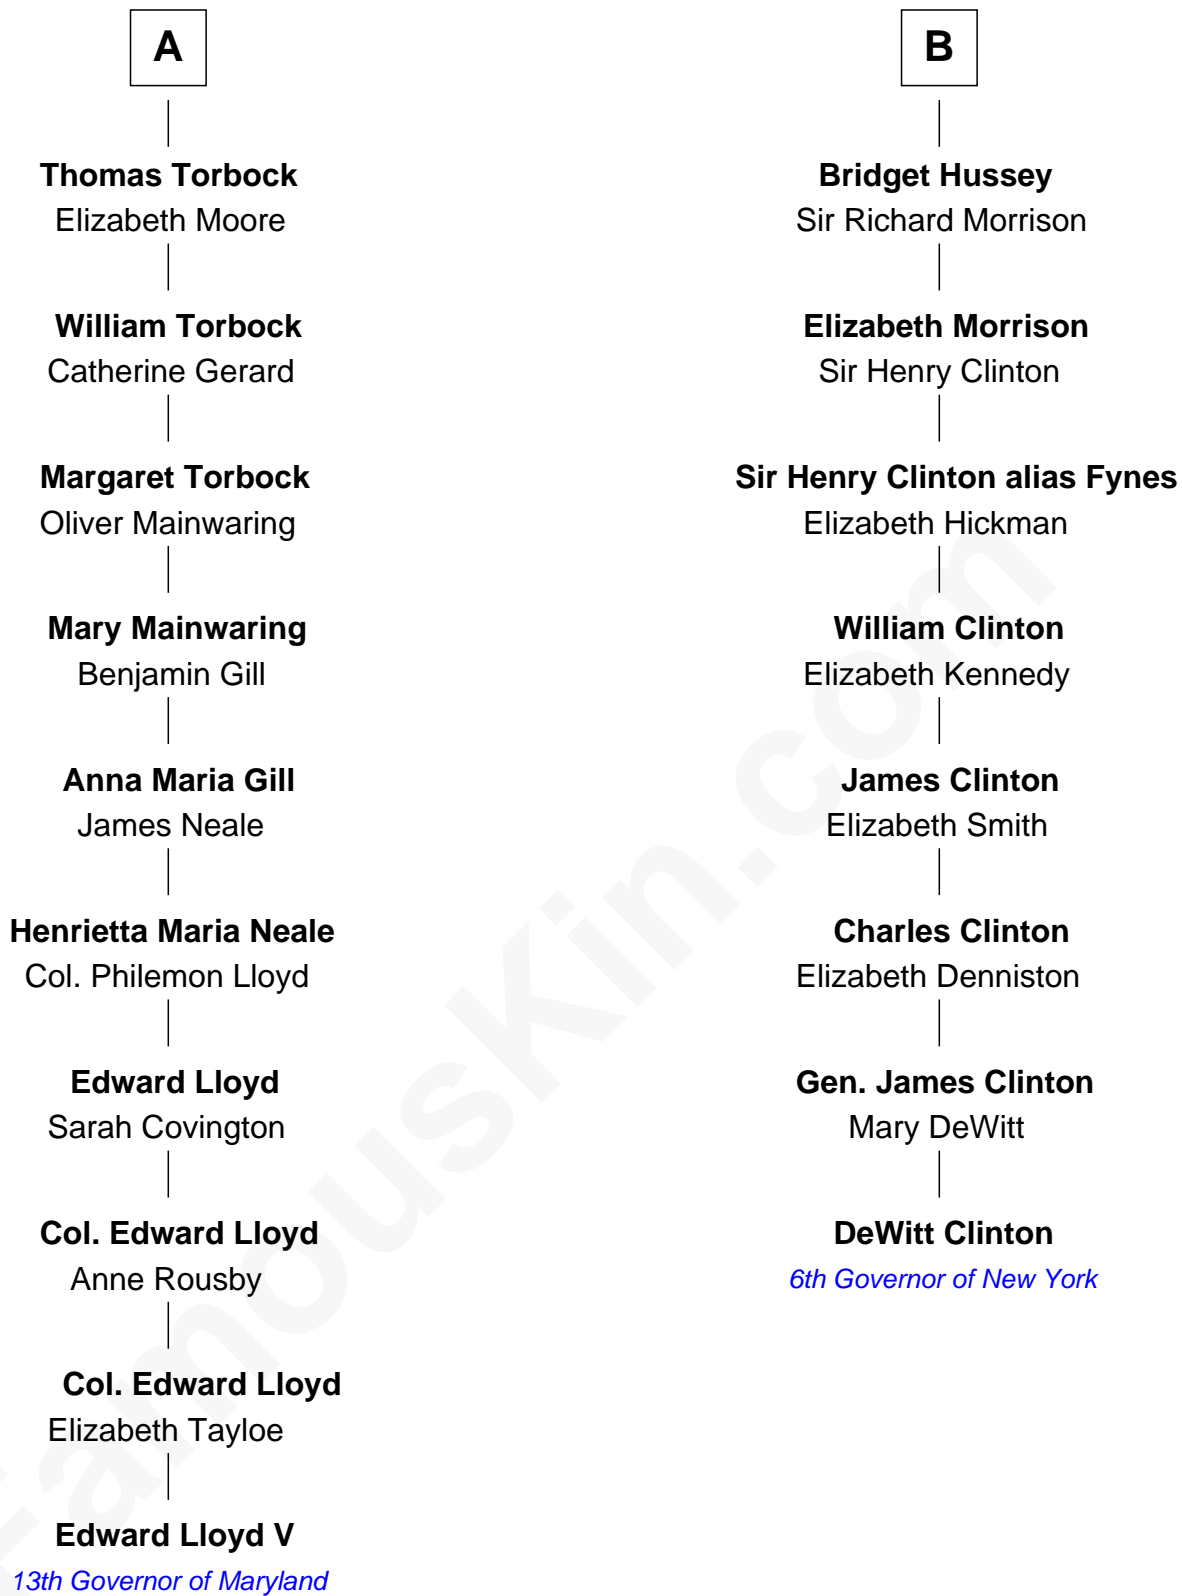 A
Thomas Torbock
Elizabeth Moore
William Torbock
Catherine Gerard
Margaret Torbock
Oliver Mainwaring
Mary Mainwaring
Benjamin Gill
Anna Maria Gill
James Neale
Henrietta Maria Neale
Col. Philemon Lloyd
Edward Lloyd
Sarah Covington
Col. Edward Lloyd
Anne Rousby
Col. Edward Lloyd
Elizabeth Tayloe
Edward Lloyd V
13th Governor of Maryland
B
Bridget Hussey
Sir Richard Morrison
Elizabeth Morrison
Sir Henry Clinton
Sir Henry Clinton alias Fynes
Elizabeth Hickman
William Clinton
Elizabeth Kennedy
James Clinton
Elizabeth Smith
Charles Clinton
Elizabeth Denniston
Gen. James Clinton
Mary DeWitt
DeWitt Clinton
6th Governor of New York
FamousKin.com